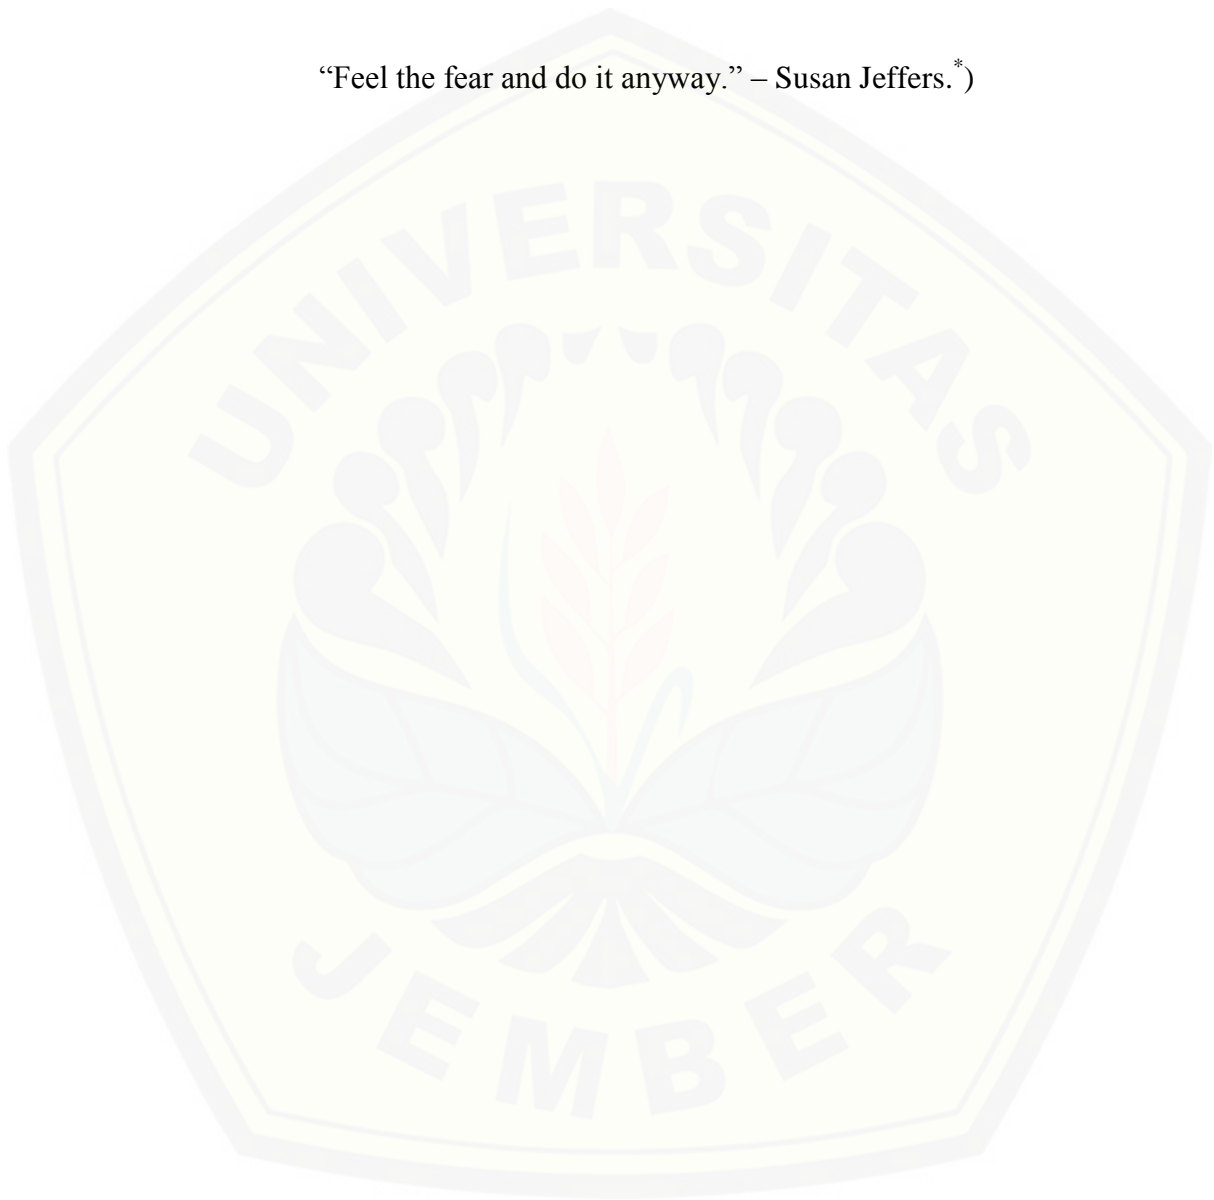 “Feel the fear and do it anyway.” – Susan Jeffers.*)
UNIVERSITAS
JEMBER